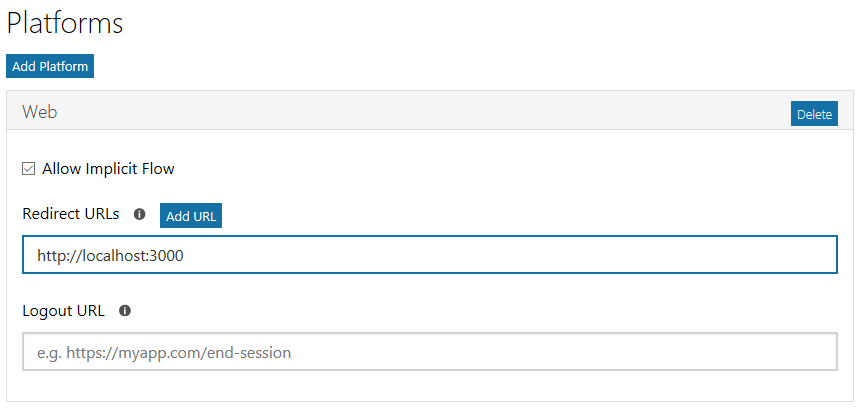 Platforms
Add Platform
Web
Delete
Allow Implicit Flow
Redirect URLs
Add URL
http://localhost:3000
Logout URL
e.g. https://myapp.com/end-session